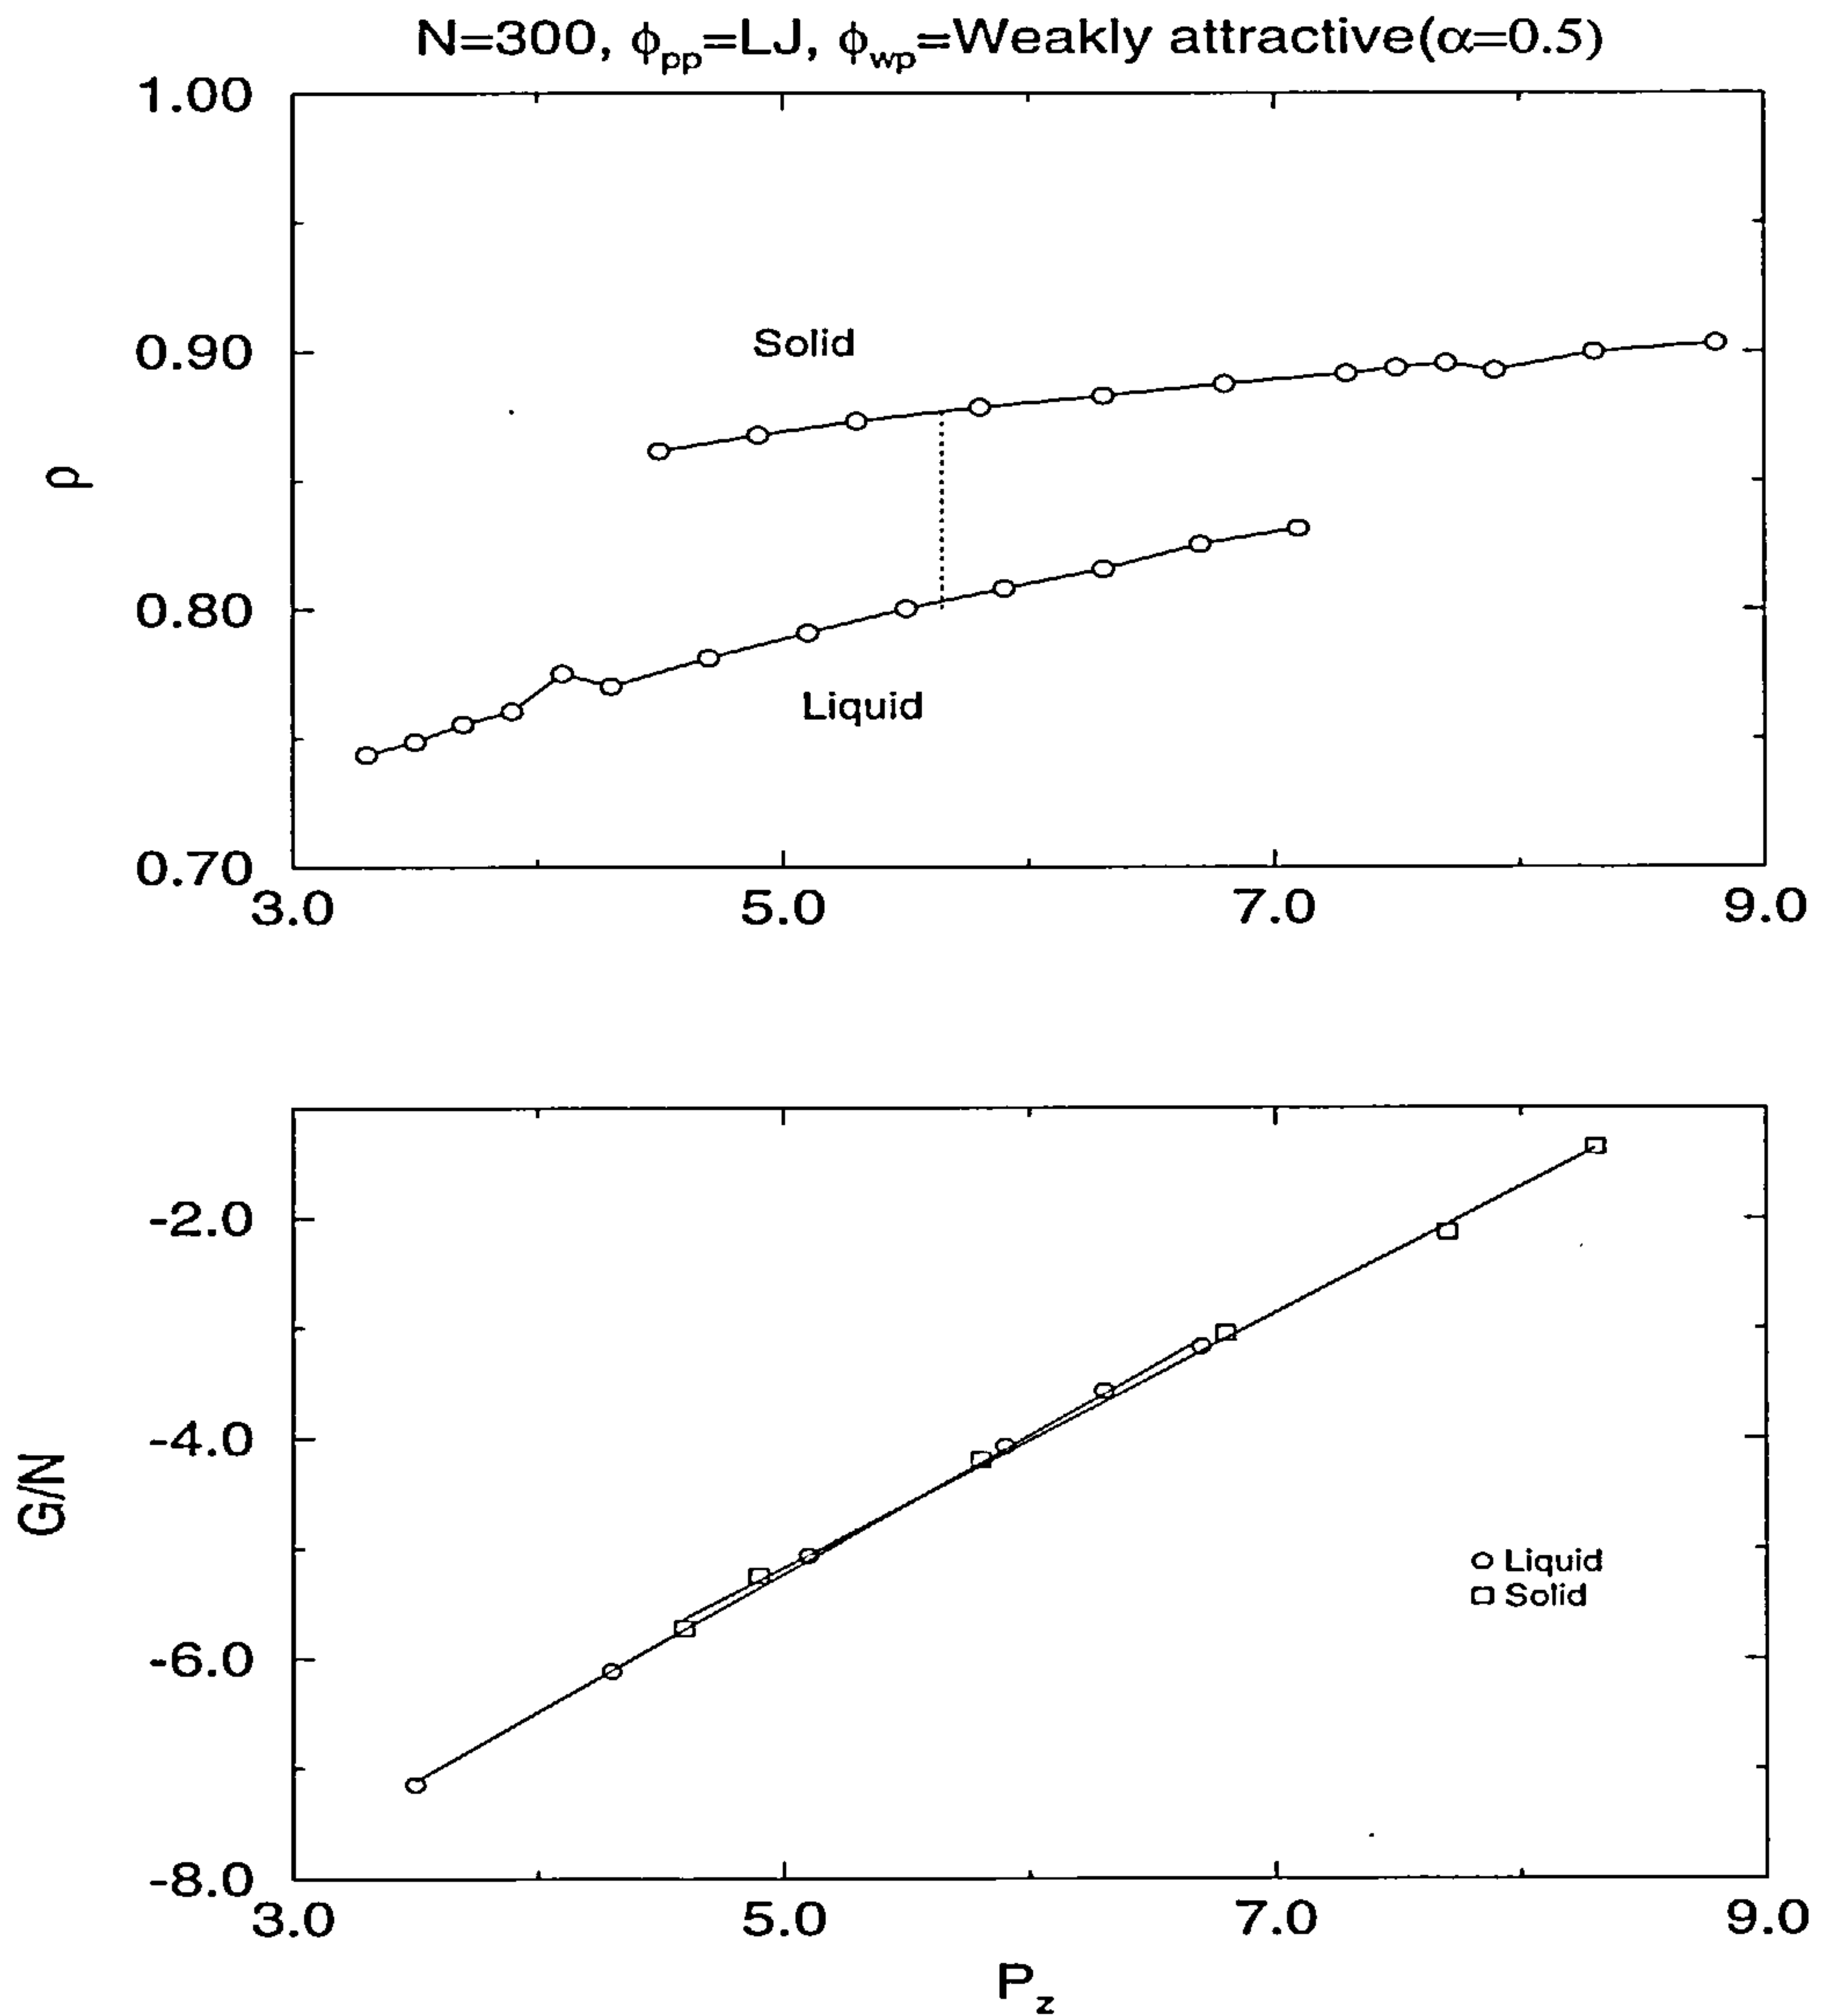 N=300, ϕpp=LJ, ϕwp=Weakly attractive(α=0.5)
1.00
0.90
0.80
0.70
ρ
Solid
Liquid
3.0 5.0 7.0 9.0
-2.0
-4.0
-6.0
-8.0
G/N
Liquid
Solid
3.0 5.0 7.0 9.0
Pz